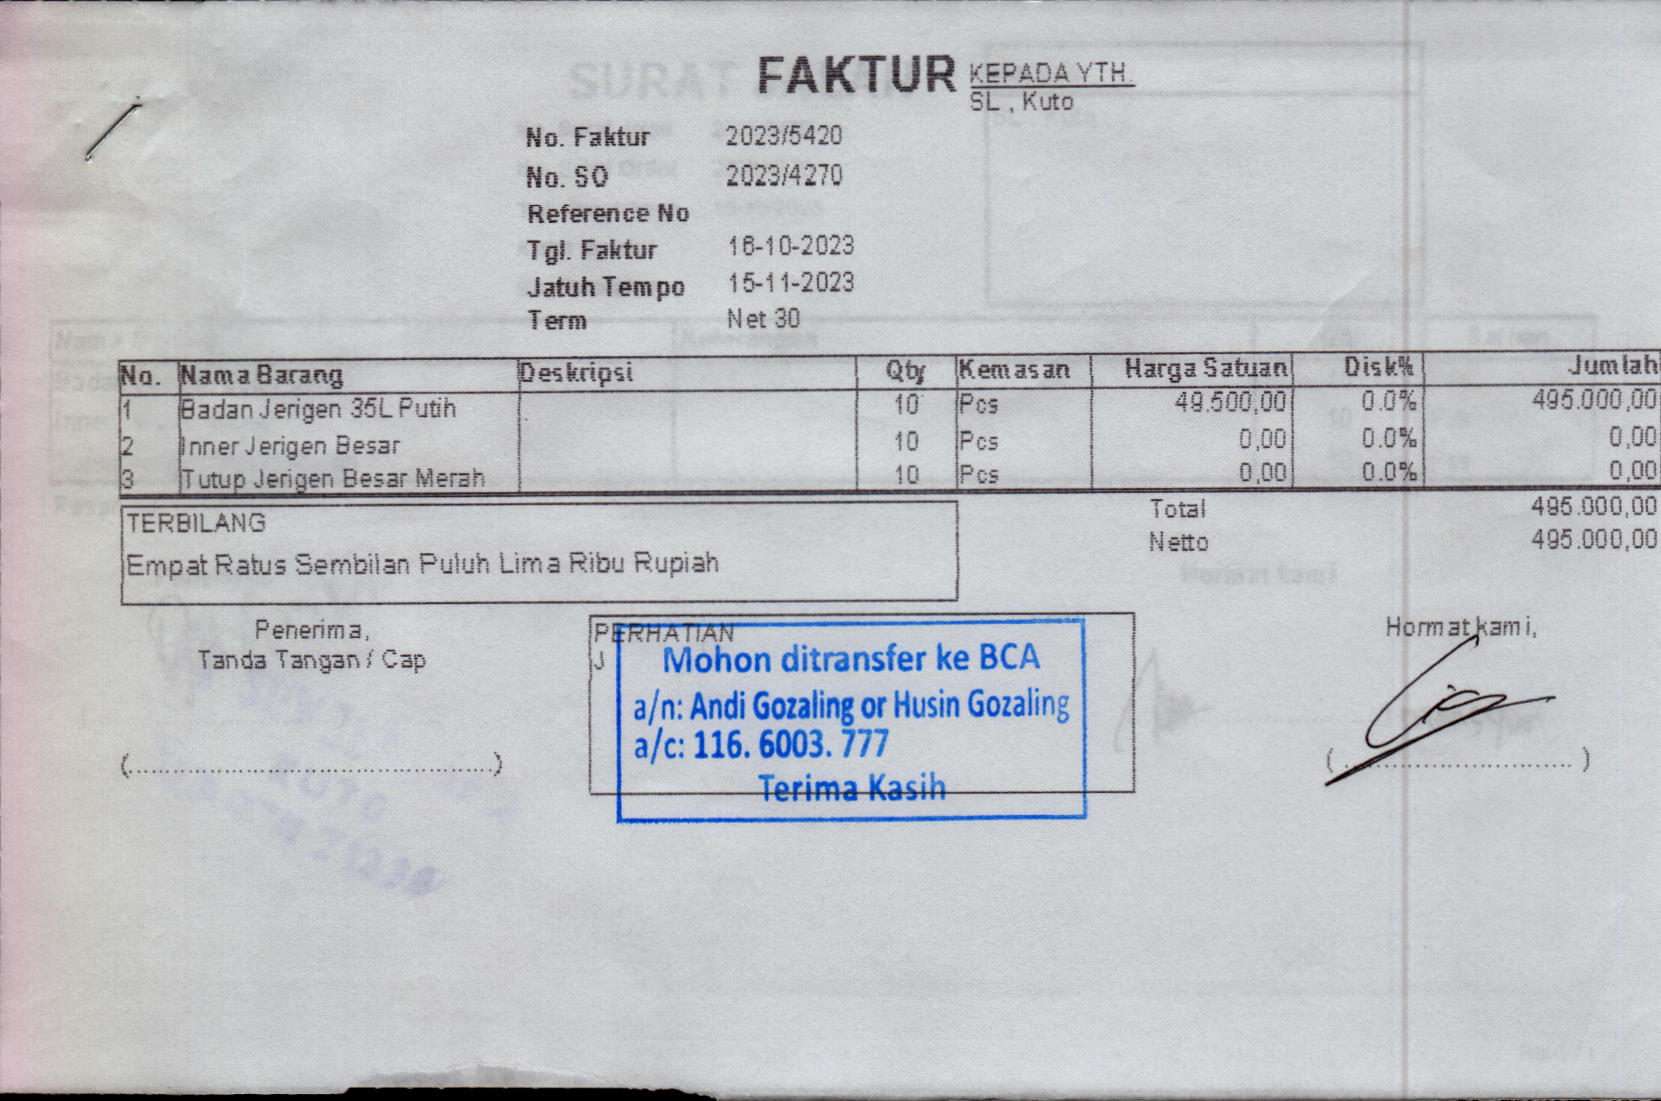 FAKTUR
KEPADA YTH.
SL , Kuto
No. Faktur 2023/5420
No. SO 2023/4270
Reference No
Tgl. Faktur 16-10-2023
Jatuh Tempo 15-11-2023
Term Net 30
No. Nama Barang Deskripsi Qty Kemasan Harga Satuan Disk% Jumlah
1 Badan Jerigen 35L Putih 10 Pcs 49.500,00 0.0% 495.000,00
2 Inner Jerigen Besar 10 Pcs 0,00 0.0% 0,00
3 Tutup Jerigen Besar Merah 10 Pcs 0,00 0.0% 0,00
Total 495.000,00
Netto 495.000,00
TERBILANG
Empat Ratus Sembilan Puluh Lima Ribu Rupiah
Penerima,
Tanda Tangan / Cap
(..................................................)
PERHATIAN
J
Mohon ditransfer ke BCA
a/n: Andi Gozaling or Husin Gozaling
a/c: 116. 6003. 777
Terima Kasih
Hormat kami,
(................................)